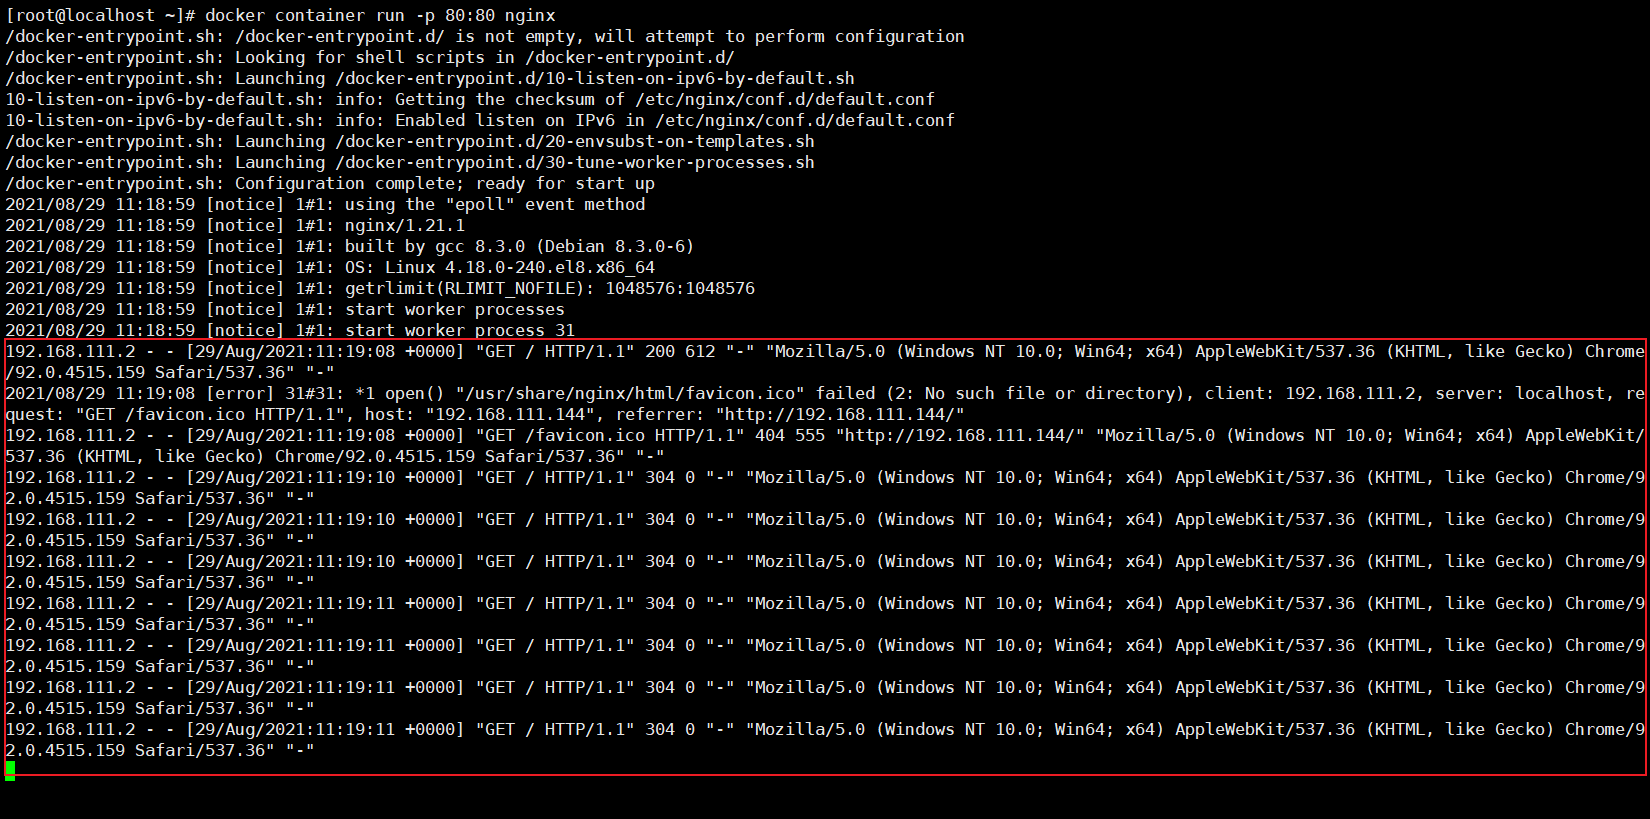 [root@localhost ~]# docker container run -p 80:80 nginx
/docker-entrypoint.sh: /docker-entrypoint.d/ is not empty, will attempt to perform configuration
/docker-entrypoint.sh: Looking for shell scripts in /docker-entrypoint.d/
/docker-entrypoint.sh: Launching /docker-entrypoint.d/10-listen-on-ipv6-by-default.sh
10-listen-on-ipv6-by-default.sh: info: Getting the checksum of /etc/nginx/conf.d/default.conf
10-listen-on-ipv6-by-default.sh: info: Enabled listen on IPv6 in /etc/nginx/conf.d/default.conf
/docker-entrypoint.sh: Launching /docker-entrypoint.d/20-envsubst-on-templates.sh
/docker-entrypoint.sh: Launching /docker-entrypoint.d/30-tune-worker-processes.sh
/docker-entrypoint.sh: Configuration complete; ready for start up
2021/08/29 11:18:59 [notice] 1#1: using the "epoll" event method
2021/08/29 11:18:59 [notice] 1#1: nginx/1.21.1
2021/08/29 11:18:59 [notice] 1#1: built by gcc 8.3.0 (Debian 8.3.0-6)
2021/08/29 11:18:59 [notice] 1#1: OS: Linux 4.18.0-240.el8.x86_64
2021/08/29 11:18:59 [notice] 1#1: getrlimit(RLIMIT_NOFILE): 1048576:1048576
2021/08/29 11:18:59 [notice] 1#1: start worker processes
2021/08/29 11:18:59 [notice] 1#1: start worker process 31
192.168.111.2 - - [29/Aug/2021:11:19:08 +0000] "GET / HTTP/1.1" 200 612 "-" "Mozilla/5.0 (Windows NT 10.0; Win64; x64) AppleWebKit/537.36 (KHTML, like Gecko) Chrome
/92.0.4515.159 Safari/537.36" "-"
2021/08/29 11:19:08 [error] 31#31: *1 open() "/usr/share/nginx/html/favicon.ico" failed (2: No such file or directory), client: 192.168.111.2, server: localhost, re
quest: "GET /favicon.ico HTTP/1.1", host: "192.168.111.144", referrer: "http://192.168.111.144/"
192.168.111.2 - - [29/Aug/2021:11:19:08 +0000] "GET /favicon.ico HTTP/1.1" 404 555 "http://192.168.111.144/" "Mozilla/5.0 (Windows NT 10.0; Win64; x64) AppleWebKit/
537.36 (KHTML, like Gecko) Chrome/92.0.4515.159 Safari/537.36" "-"
192.168.111.2 - - [29/Aug/2021:11:19:10 +0000] "GET / HTTP/1.1" 304 0 "-" "Mozilla/5.0 (Windows NT 10.0; Win64; x64) AppleWebKit/537.36 (KHTML, like Gecko) Chrome/9
2.0.4515.159 Safari/537.36" "-"
192.168.111.2 - - [29/Aug/2021:11:19:10 +0000] "GET / HTTP/1.1" 304 0 "-" "Mozilla/5.0 (Windows NT 10.0; Win64; x64) AppleWebKit/537.36 (KHTML, like Gecko) Chrome/9
2.0.4515.159 Safari/537.36" "-"
192.168.111.2 - - [29/Aug/2021:11:19:10 +0000] "GET / HTTP/1.1" 304 0 "-" "Mozilla/5.0 (Windows NT 10.0; Win64; x64) AppleWebKit/537.36 (KHTML, like Gecko) Chrome/9
2.0.4515.159 Safari/537.36" "-"
192.168.111.2 - - [29/Aug/2021:11:19:11 +0000] "GET / HTTP/1.1" 304 0 "-" "Mozilla/5.0 (Windows NT 10.0; Win64; x64) AppleWebKit/537.36 (KHTML, like Gecko) Chrome/9
2.0.4515.159 Safari/537.36" "-"
192.168.111.2 - - [29/Aug/2021:11:19:11 +0000] "GET / HTTP/1.1" 304 0 "-" "Mozilla/5.0 (Windows NT 10.0; Win64; x64) AppleWebKit/537.36 (KHTML, like Gecko) Chrome/9
2.0.4515.159 Safari/537.36" "-"
192.168.111.2 - - [29/Aug/2021:11:19:11 +0000] "GET / HTTP/1.1" 304 0 "-" "Mozilla/5.0 (Windows NT 10.0; Win64; x64) AppleWebKit/537.36 (KHTML, like Gecko) Chrome/9
2.0.4515.159 Safari/537.36" "-"
192.168.111.2 - - [29/Aug/2021:11:19:11 +0000] "GET / HTTP/1.1" 304 0 "-" "Mozilla/5.0 (Windows NT 10.0; Win64; x64) AppleWebKit/537.36 (KHTML, like Gecko) Chrome/9
2.0.4515.159 Safari/537.36" "-"